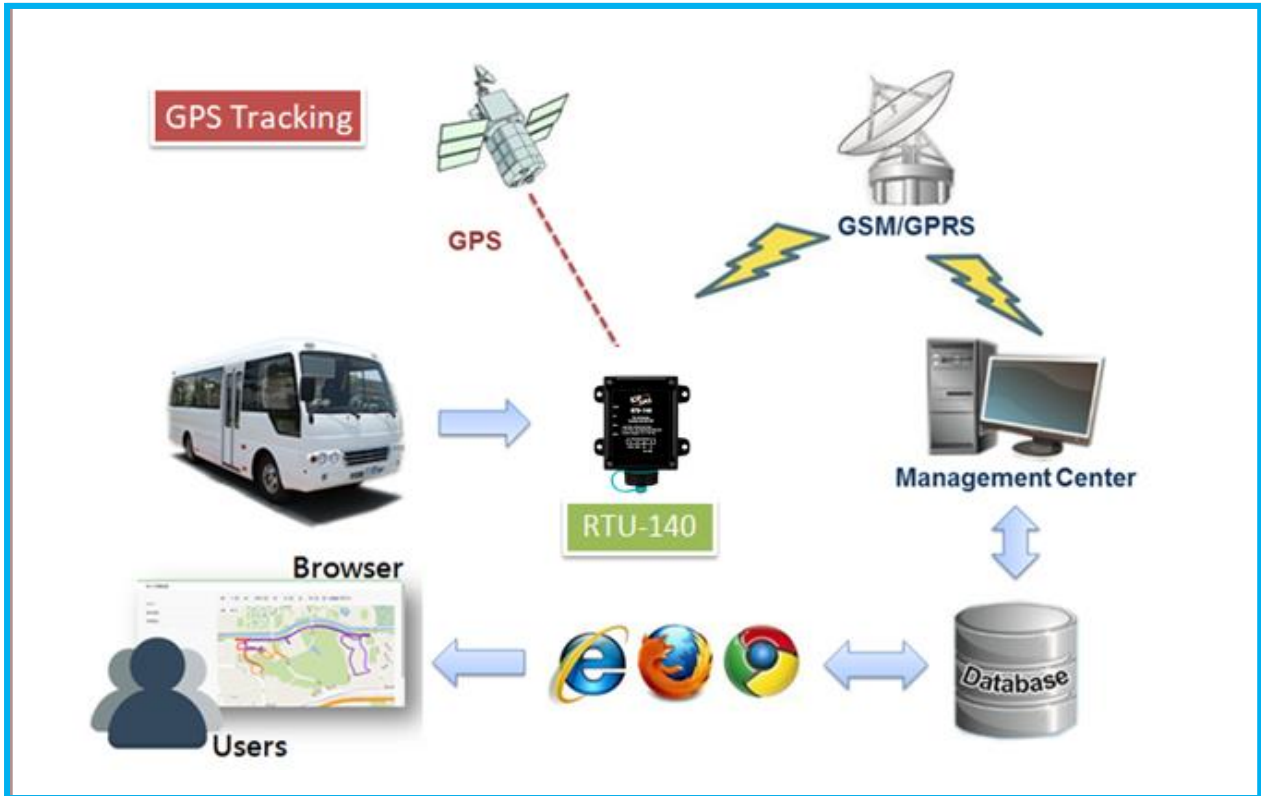 GPS Tracking
GPS
GSM/GPRS
RTU-140
Management Center
Browser
Database
Users